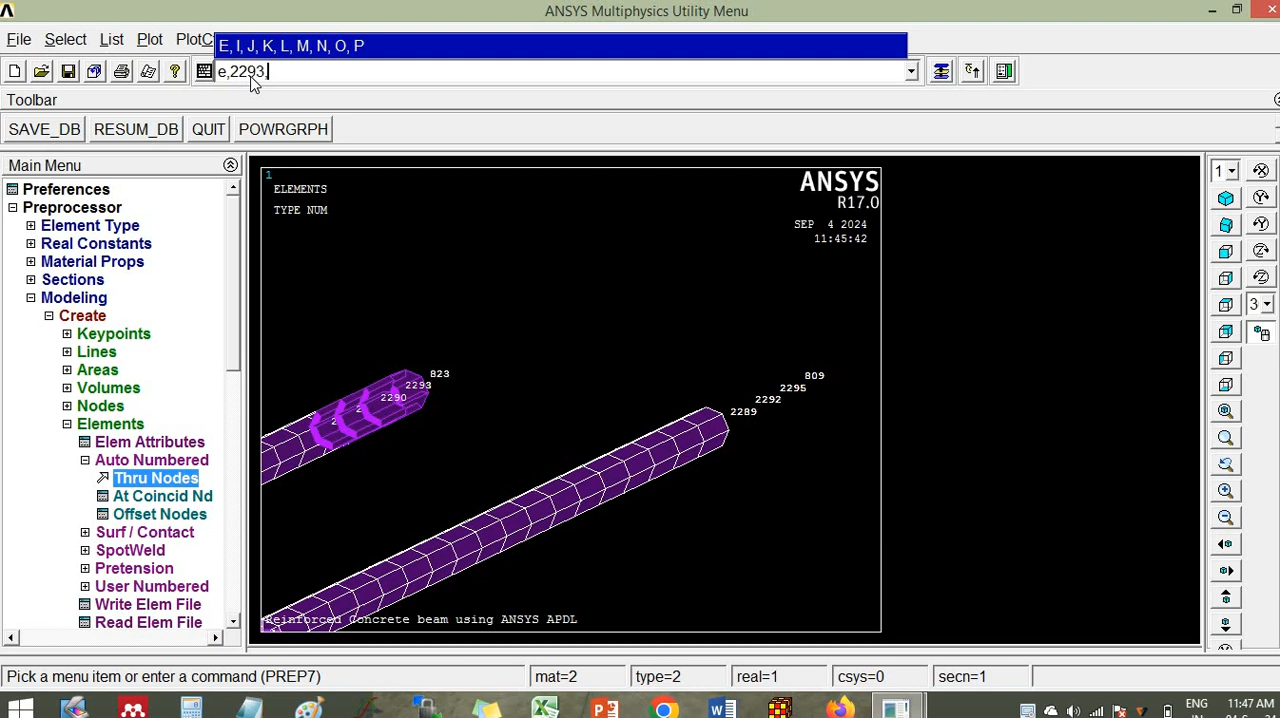 ANSYS Multiphysics Utility Menu
File Select List Plot PlotC
E, I, J, K, L, M, N, O, P
e,2293,
Toolbar
SAVE_DB RESUM_DB QUIT POWRGRPH
Main Menu
Preferences
Preprocessor
Element Type
Real Constants
Material Props
Sections
Modeling
Create
Keypoints
Lines
Areas
Volumes
Nodes
Elements
Elem Attributes
Auto Numbered
Thru Nodes
At Coincid Nd
Offset Nodes
Surf / Contact
SpotWeld
Pretension
User Numbered
Write Elem File
Read Elem File
1
ELEMENTS
TYPE NUM
ANSYS
R17.0
SEP 4 2024
11:45:42
823
2293
2290
809
2295
2292
2289
Reinforced Concrete beam using ANSYS APDL
1
3
Pick a menu item or enter a command (PREP7) mat=2 type=2 real=1 csys=0 secn=1
ENG 11:47 AM